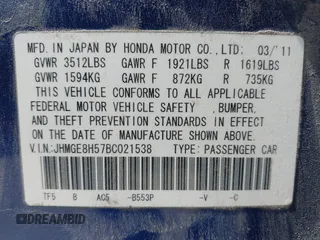 MFD. IN JAPAN BY HONDA MOTOR CO.,LTD: 03/'11
GVWR 3512LBS GAWR F 1921LBS R 1619LBS
GVWR 1594KG GAWR F 872KG R 735KG
THIS VEHICLE CONFORMS TO ALL APPLICABLE
FEDERAL MOTOR VEHICLE SAFETY , BUMPER,
AND THEFT PREVENTION STANDARDS IN EFFECT ON THE
DATE OF MANUFACTURE SHOWN ABOVE.
V.I.N:JHMGE8H57BC021538 TYPE: PASSENGER CAR
TF5 B AC5 -B553P -V -C
DREAMBID